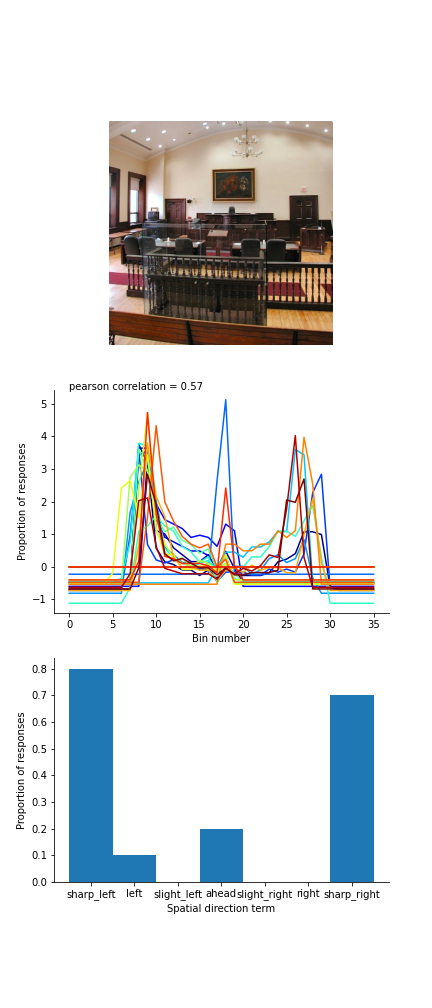 pearson correlation = 0.57
5
4
3
2
1
0
−1
Proportion of responses
0 5 10 15 20 25 30 35
Bin number
0.8
0.7
0.6
0.5
0.4
0.3
0.2
0.1
0.0
Proportion of responses
sharp_left left slight_left ahead slight_right right sharp_right
Spatial direction term